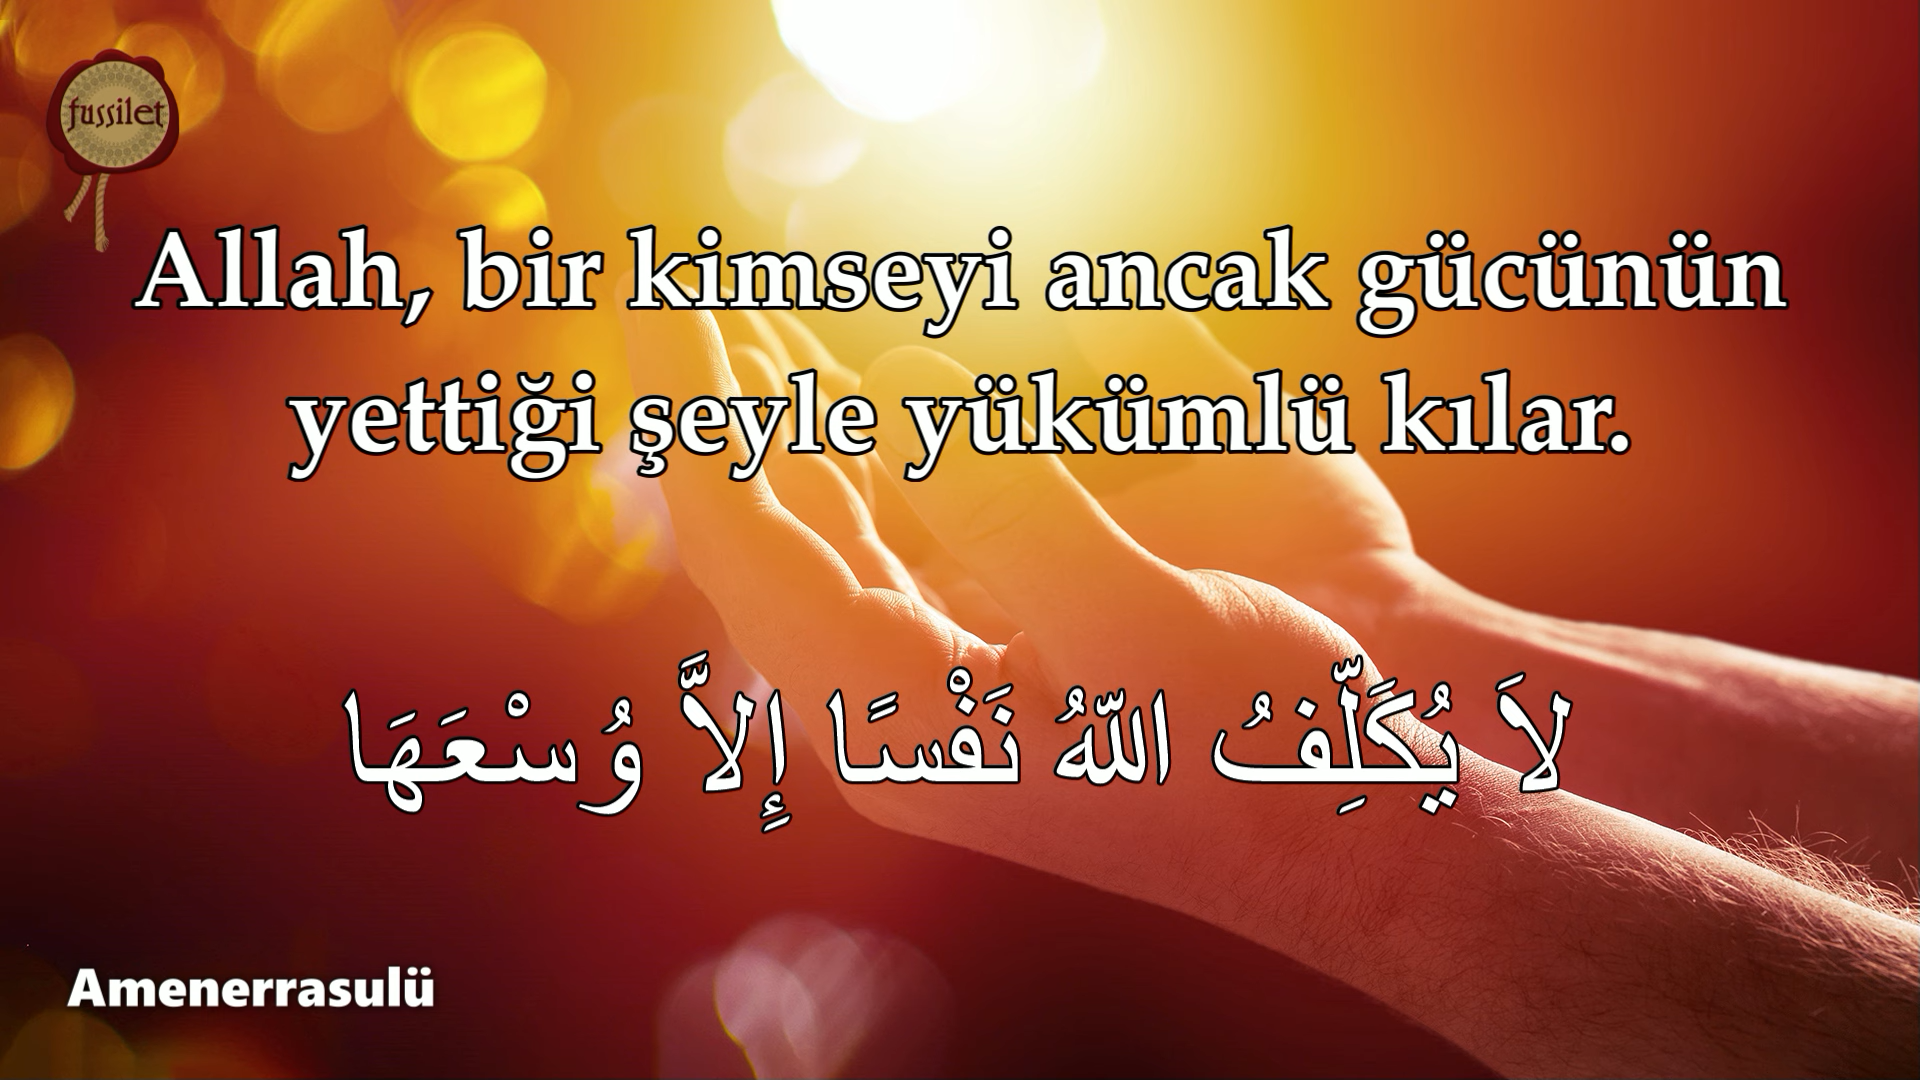 fussilet
Allah, bir kimseyi ancak gücünün
yettiği şeyle yükümlü kılar.
لاَ يُكَلِّفُ اللّٰهُ نَفْسًا إِلاَّ وُسْعَهَا
Amenerrasulü